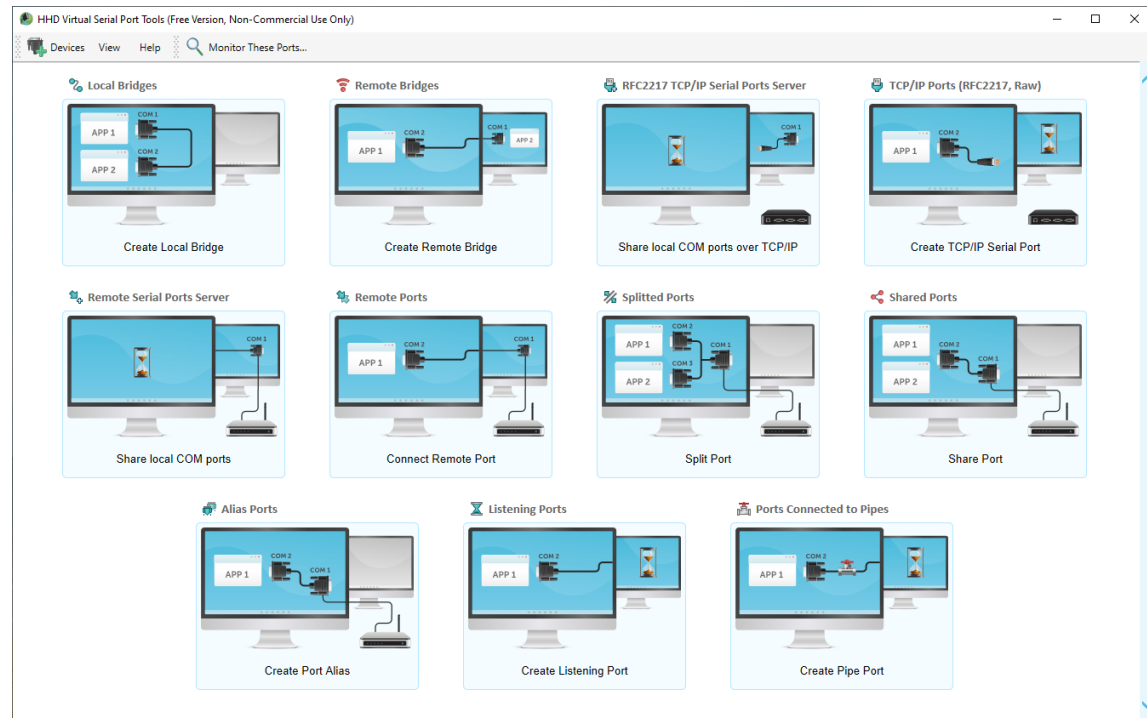 HHD Virtual Serial Port Tools (Free Version, Non-Commercial Use Only)
Devices View Help Monitor These Ports...
Local Bridges
COM 1
APP 1
COM 2
APP 2
Create Local Bridge
Remote Bridges
COM 2
COM 1
APP 1
APP 2
Create Remote Bridge
RFC2217 TCP/IP Serial Ports Server
COM 1
Share local COM ports over TCP/IP
TCP/IP Ports (RFC2217, Raw)
COM 2
APP 1
Create TCP/IP Serial Port
Remote Serial Ports Server
COM 1
Share local COM ports
Remote Ports
COM 2
COM 1
APP 1
Connect Remote Port
Splitted Ports
COM 2
APP 1
COM 1
COM 3
APP 2
Split Port
Shared Ports
APP 1
COM 2
COM 1
APP 2
Share Port
Alias Ports
COM 2
APP 1
COM 1
Create Port Alias
Listening Ports
COM 2
APP 1
Create Listening Port
Ports Connected to Pipes
COM 2
APP 1
Create Pipe Port